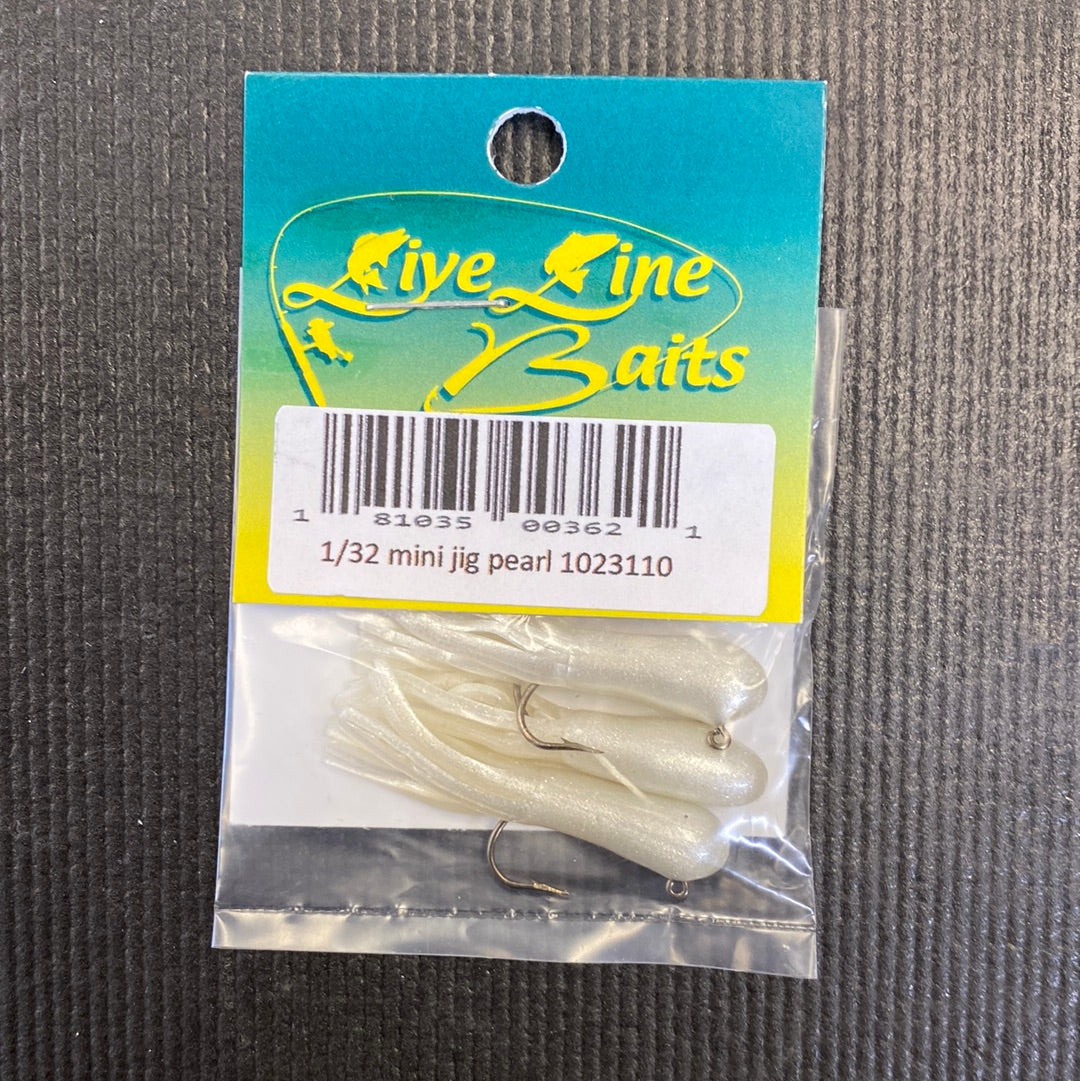 Live Line
Baits
1 81035 00362 1
1/32 mini jig pearl 1023110